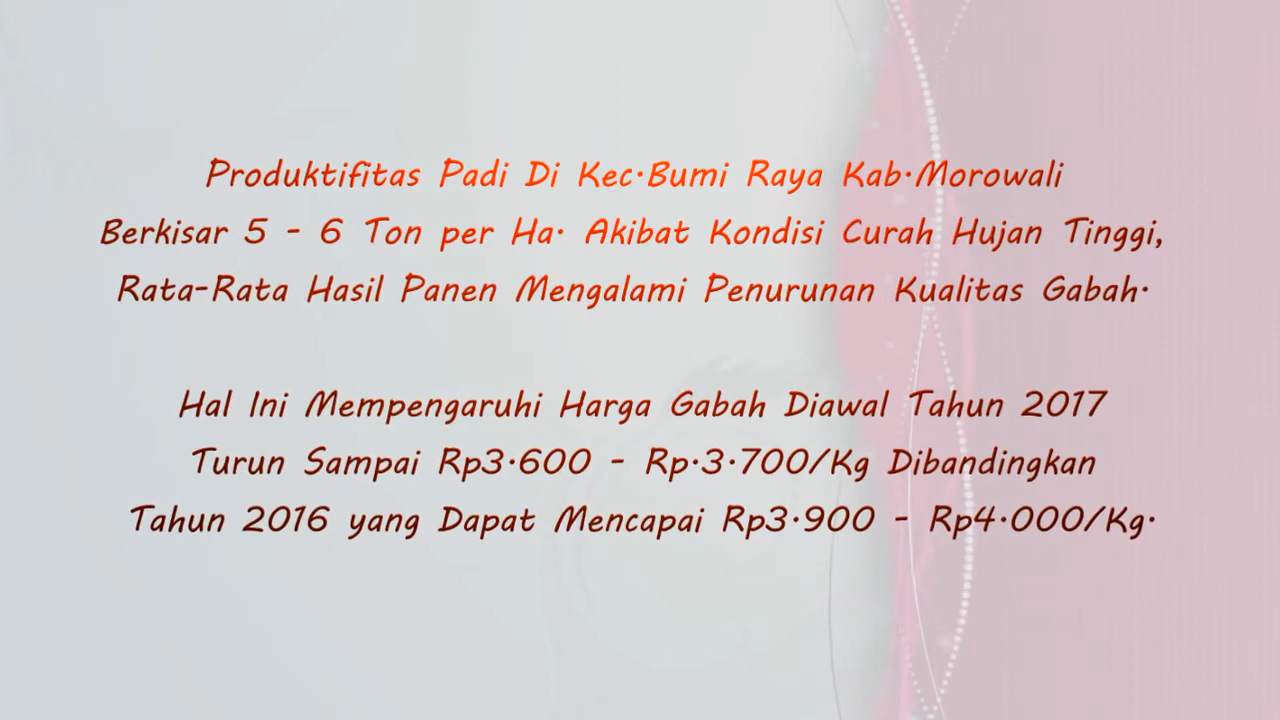 Produktifitas Padi Di Kec.Bumi Raya Kab.Morowali
Berkisar 5 - 6 Ton per Ha. Akibat Kondisi Curah Hujan Tinggi,
Rata-Rata Hasil Panen Mengalami Penurunan Kualitas Gabah.
Hal Ini Mempengaruhi Harga Gabah Diawal Tahun 2017
Turun Sampai Rp3.600 - Rp.3.700/Kg Dibandingkan
Tahun 2016 yang Dapat Mencapai Rp3.900 - Rp4.000/Kg.